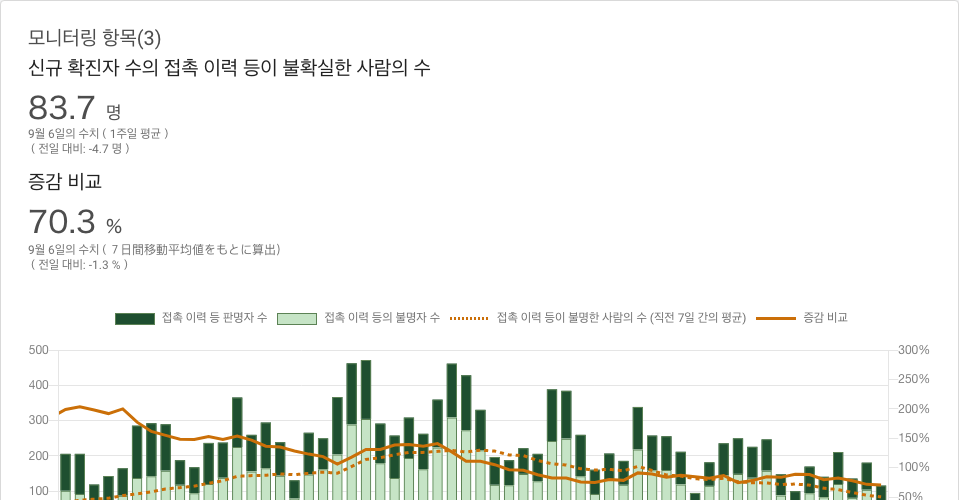 모니터링 항목(3)
신규 확진자 수의 접촉 이력 등이 불확실한 사람의 수
83.7 명
9월 6일의 수치 ( 1주일 평균 )
( 전일 대비: -4.7 명 )
증감 비교
70.3 %
9월 6일의 수치 ( ７日間移動平均値をもとに算出)
( 전일 대비: -1.3 % )
접촉 이력 등 판명자 수 접촉 이력 등의 불명자 수 접촉 이력 등이 불명한 사람의 수 (직전 7일 간의 평균) 증감 비교
500 300%
250%
400
200%
300
150%
200
100%
100
50%